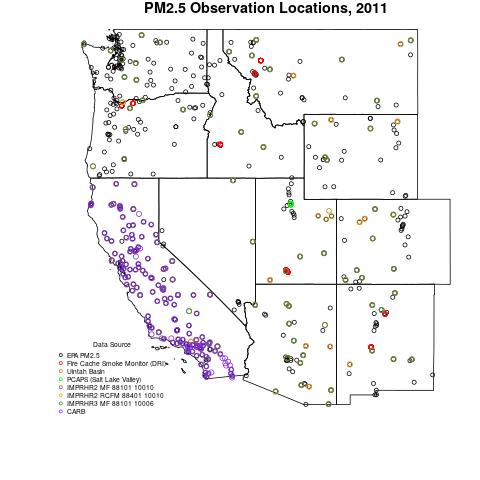 PM2.5 Observation Locations, 2011
Data Source
EPA PM2.5
Fire Cache Smoke Monitor (DRI)
Uintah Basin
PCAPS (Salt Lake Valley)
IMPRHR2 MF 88101 10010
IMPRHR2 RCFM 88401 10010
IMPRHR3 MF 88101 10006
CARB